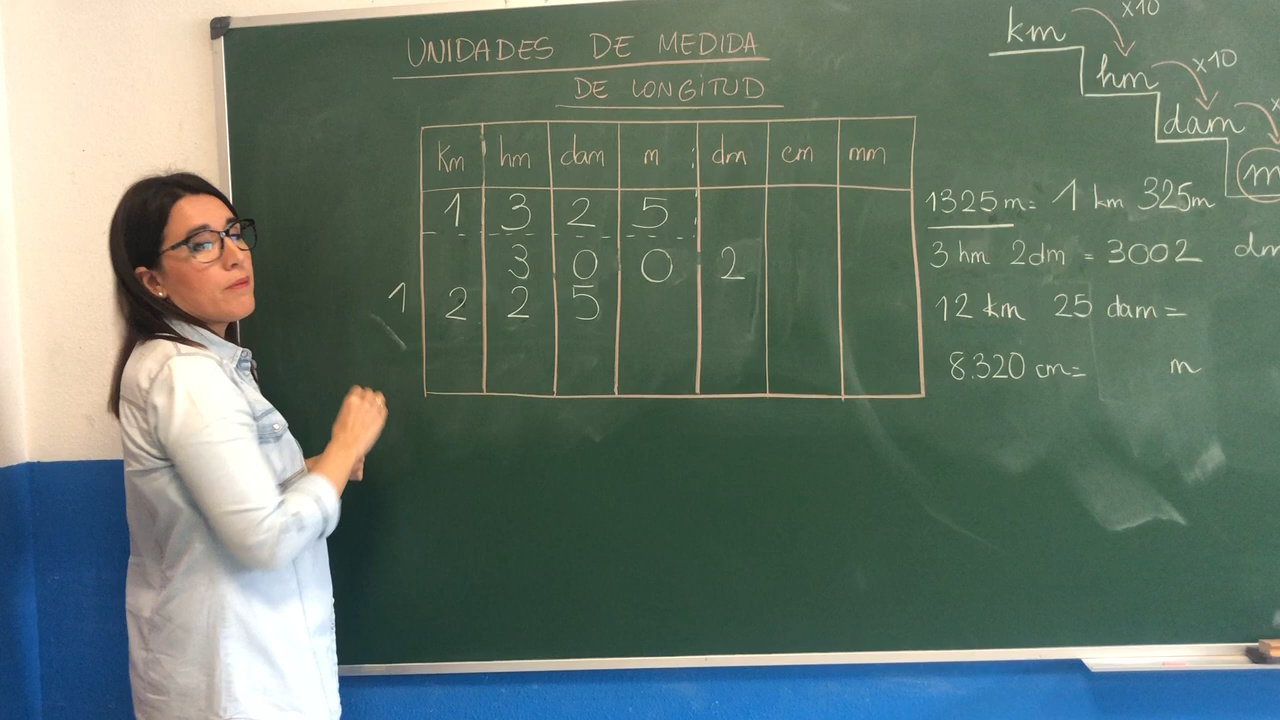 UNIDADES DE MEDIDA
DE LONGITUD
km x10
hm x10
dam x
m
Km hm dam m dm cm mm
1 3 2 5
3 0 0 2
1 2 2 5
1325 m = 1 km 325 m
3 hm 2 dm = 3002 dm
12 km 25 dam =
8.320 cm = m